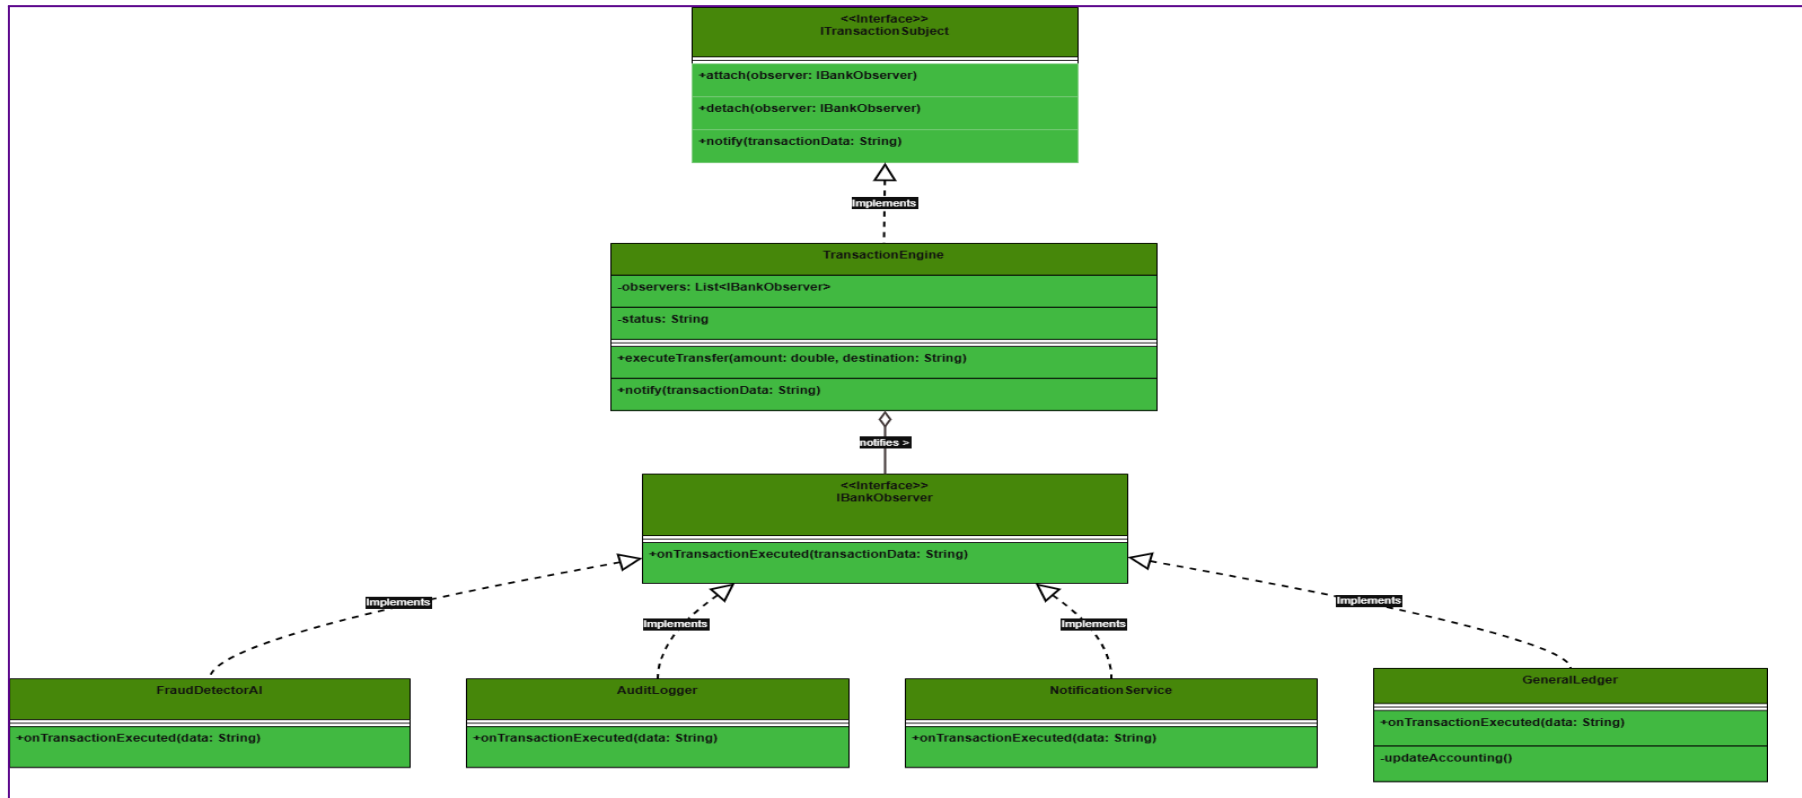 <<Interface>>
ITransactionSubject
+attach(observer: IBankObserver)
+detach(observer: IBankObserver)
+notify(transactionData: String)
Implements
TransactionEngine
-observers: List<IBankObserver>
-status: String
+executeTransfer(amount: double, destination: String)
+notify(transactionData: String)
notifies >
<<Interface>>
IBankObserver
+onTransactionExecuted(transactionData: String)
Implements
Implements
Implements
Implements
FraudDetectorAI
+onTransactionExecuted(data: String)
AuditLogger
+onTransactionExecuted(data: String)
NotificationService
+onTransactionExecuted(data: String)
GeneralLedger
+onTransactionExecuted(data: String)
-updateAccounting()